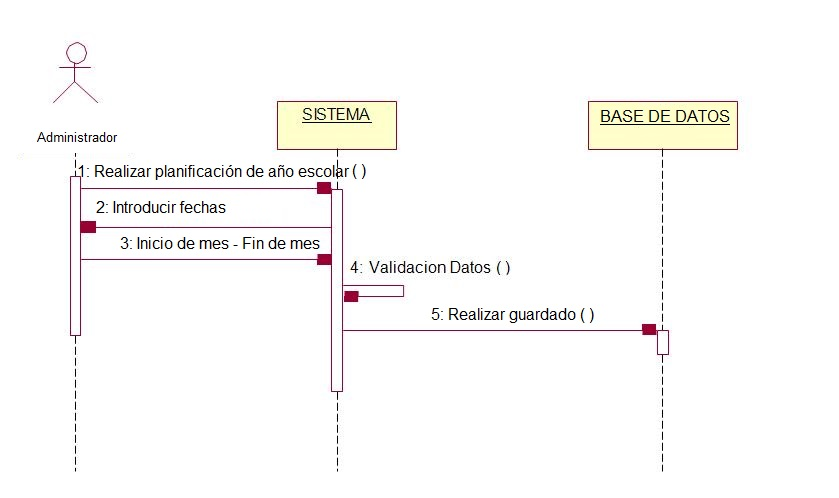 SISTEMA
BASE DE DATOS
Administrador
1: Realizar planificación de año escolar ( )
2: Introducir fechas
3: Inicio de mes - Fin de mes
4: Validacion Datos ( )
5: Realizar guardado ( )